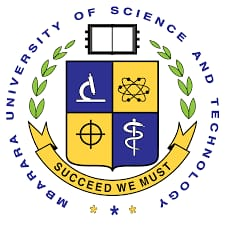 MBARARA UNIVERSITY OF SCIENCE AND TECHNOLOGY
SUCCEED WE MUST